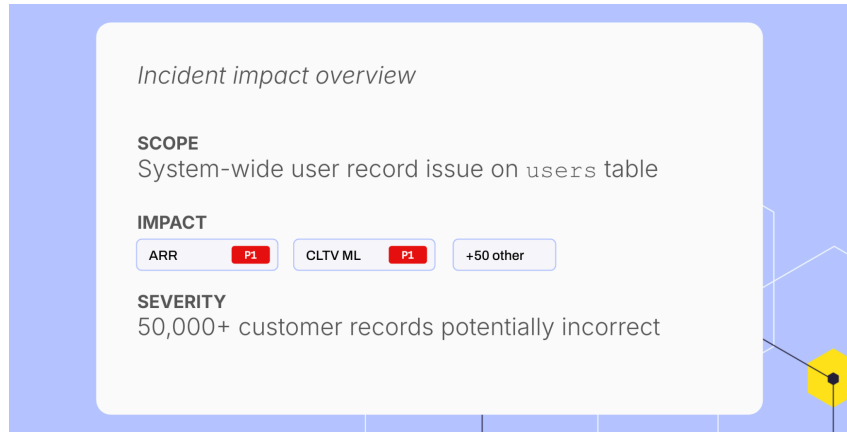 Incident impact overview
SCOPE
System-wide user record issue on users table
IMPACT
ARR P1 CLTV ML P1 +50 other
SEVERITY
50,000+ customer records potentially incorrect